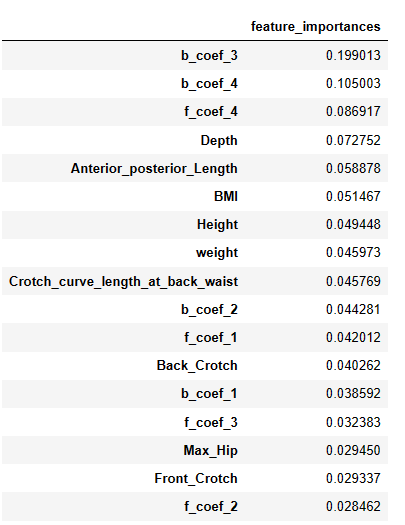 feature_importances
b_coef_3 0.199013
b_coef_4 0.105003
f_coef_4 0.086917
Depth 0.072752
Anterior_posterior_Length 0.058878
BMI 0.051467
Height 0.049448
weight 0.045973
Crotch_curve_length_at_back_waist 0.045769
b_coef_2 0.044281
f_coef_1 0.042012
Back_Crotch 0.040262
b_coef_1 0.038592
f_coef_3 0.032383
Max_Hip 0.029450
Front_Crotch 0.029337
f_coef_2 0.028462